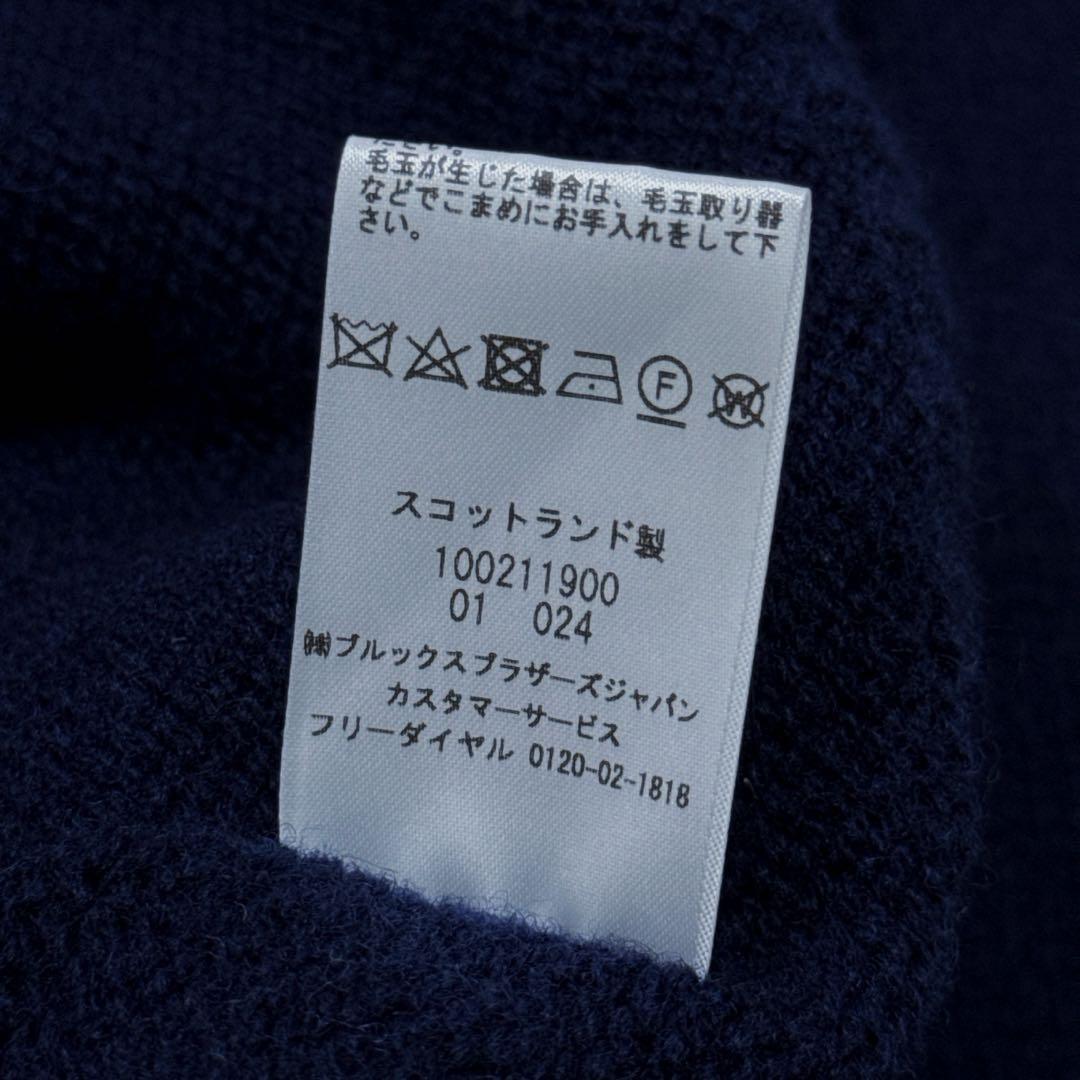 ださい。
毛玉が生じた場合は、毛玉取り器
などでこまめにお手入れをして下
さい。
F
W
スコットランド製
100211900
01 024
㈱ブルックスブラザーズジャパン
カスタマーサービス
フリーダイヤル 0120-02-1818